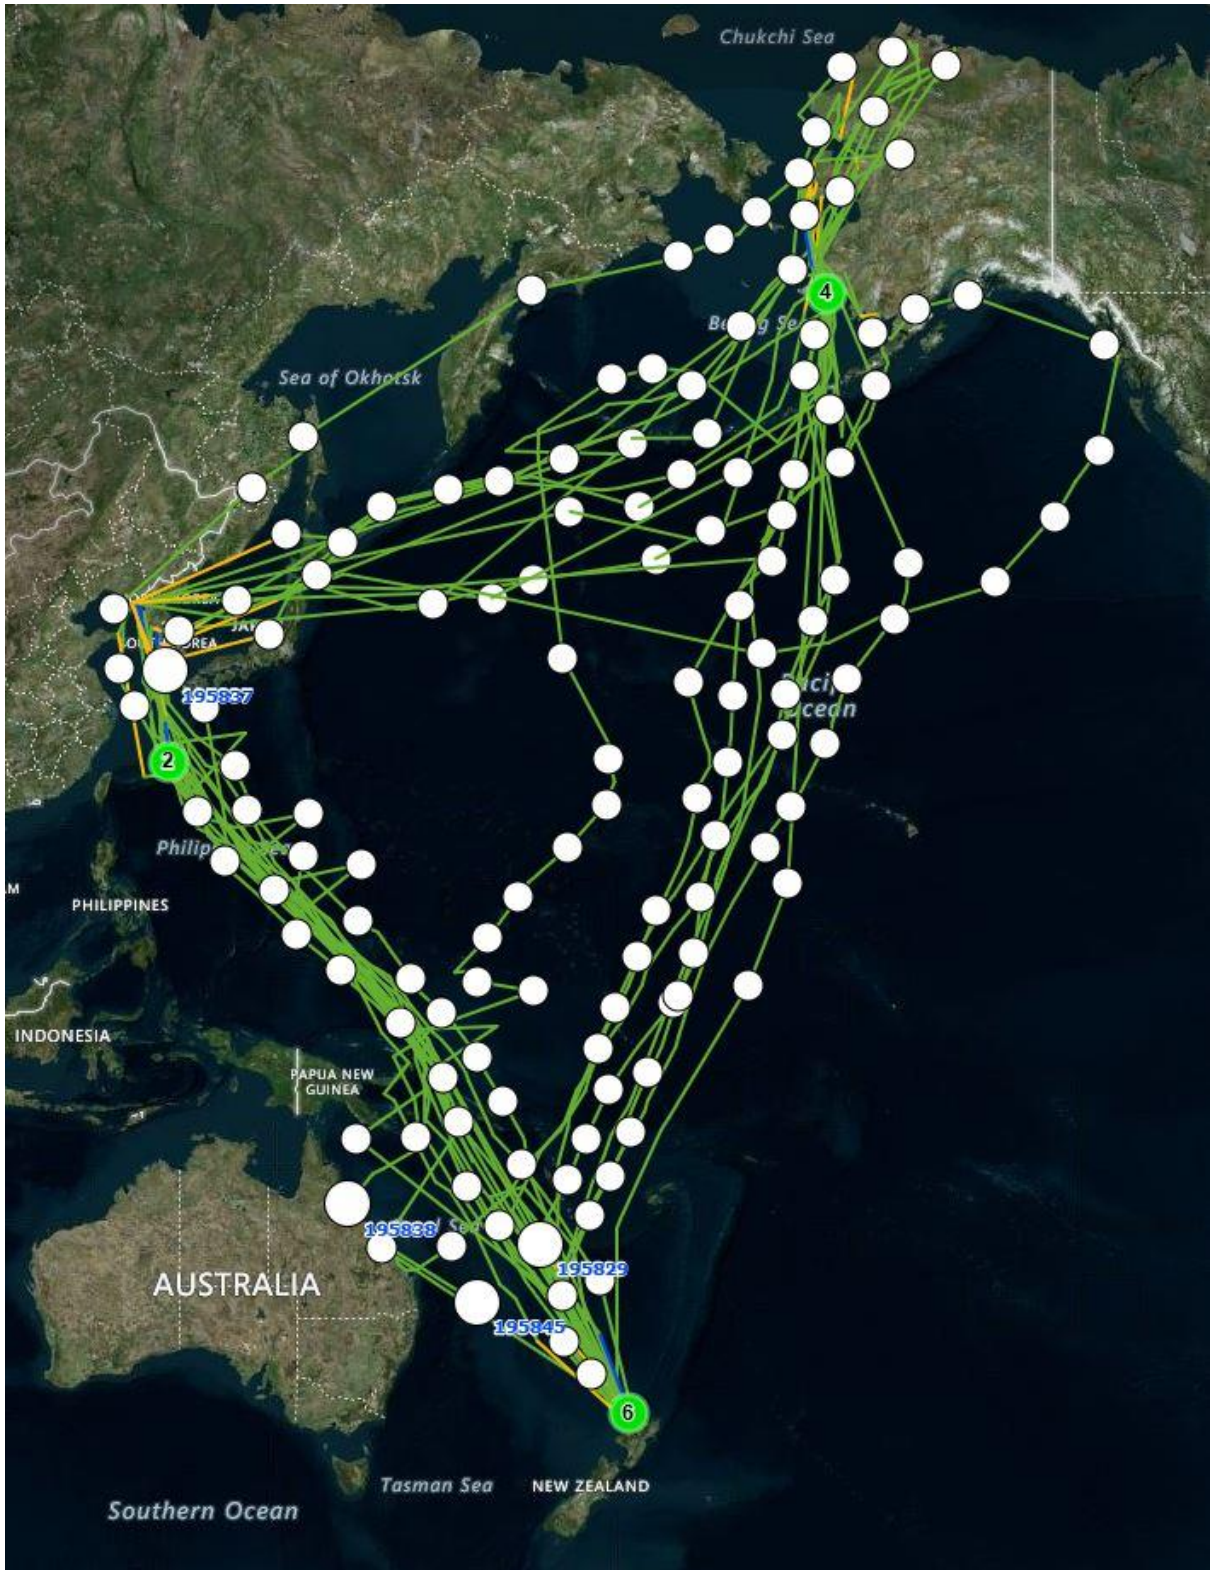 Chukchi Sea
4
Sea of Okhotsk
195837
2
PHILIPPINES
INDONESIA
PAPUA NEW
GUINEA
195838
195829
AUSTRALIA
195845
6
Tasman Sea
NEW ZEALAND
Southern Ocean